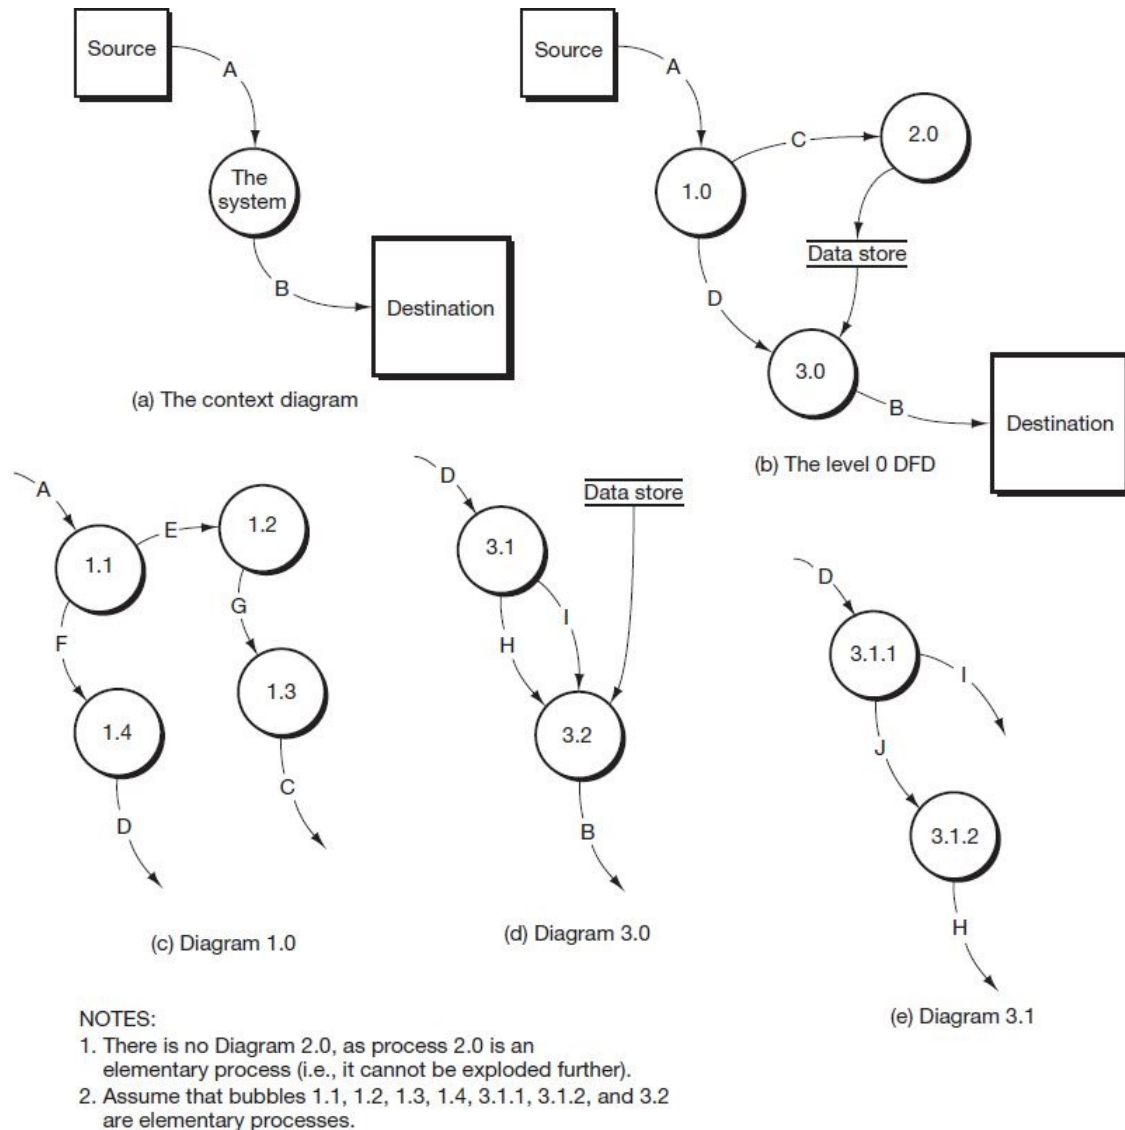 Source
A
The
system
B
Destination
(a) The context diagram
Source
A
C
2.0
1.0
Data store
D
3.0
B
Destination
(b) The level 0 DFD
A
1.1
E
1.2
G
F
1.3
1.4
C
D
(c) Diagram 1.0
D
Data store
3.1
I
H
3.2
B
(d) Diagram 3.0
D
3.1.1
I
J
3.1.2
H
(e) Diagram 3.1
NOTES:
1. There is no Diagram 2.0, as process 2.0 is an
elementary process (i.e., it cannot be exploded further).
2. Assume that bubbles 1.1, 1.2, 1.3, 1.4, 3.1.1, 3.1.2, and 3.2
are elementary processes.